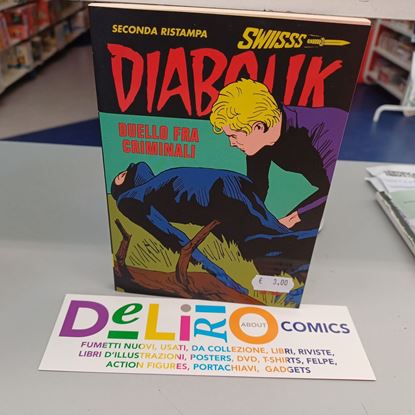 SECONDA RISTAMPA
SWIISSS
DIABOLIK
DUELLO FRA
CRIMINALI
€ 3,00
DeLiRiO ABOUT COMICS
FUMETTI NUOVI, USATI, DA COLLEZIONE, LIBRI, RIVISTE,
LIBRI D'ILLUSTRAZIONI, POSTERS, DVD, T-SHIRTS, FELPE,
ACTION FIGURES, PORTACHIAVI, GADGETS